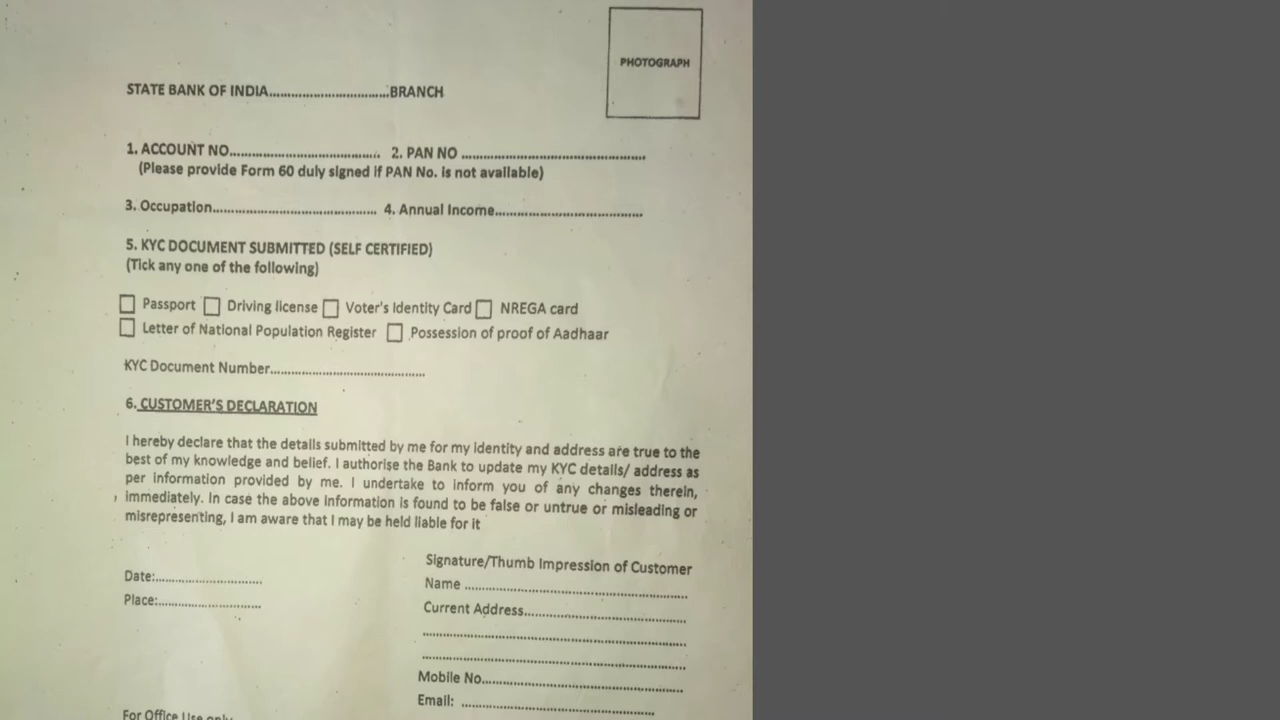 PHOTOGRAPH
STATE BANK OF INDIA................................BRANCH
1. ACCOUNT NO........................................ 2. PAN NO ................................................
(Please provide Form 60 duly signed if PAN No. is not available)
3. Occupation........................................... 4. Annual Income.......................................
5. KYC DOCUMENT SUBMITTED (SELF CERTIFIED)
(Tick any one of the following)
☐ Passport ☐ Driving license ☐ Voter's Identity Card ☐ NREGA card
☐ Letter of National Population Register ☐ Possession of proof of Aadhaar
KYC Document Number........................................
6. CUSTOMER'S DECLARATION
I hereby declare that the details submitted by me for my identity and address are true to the
best of my knowledge and belief. I authorise the Bank to update my KYC details/ address as
per information provided by me. I undertake to inform you of any changes therein,
immediately. In case the above information is found to be false or untrue or misleading or
misrepresenting, I am aware that I may be held liable for it
Signature/Thumb Impression of Customer
Date:............................
Name ..........................................................
Place:...........................
Current Address..........................................
....................................................................
....................................................................
Mobile No....................................................
Email: ..................................................
For Office Use only